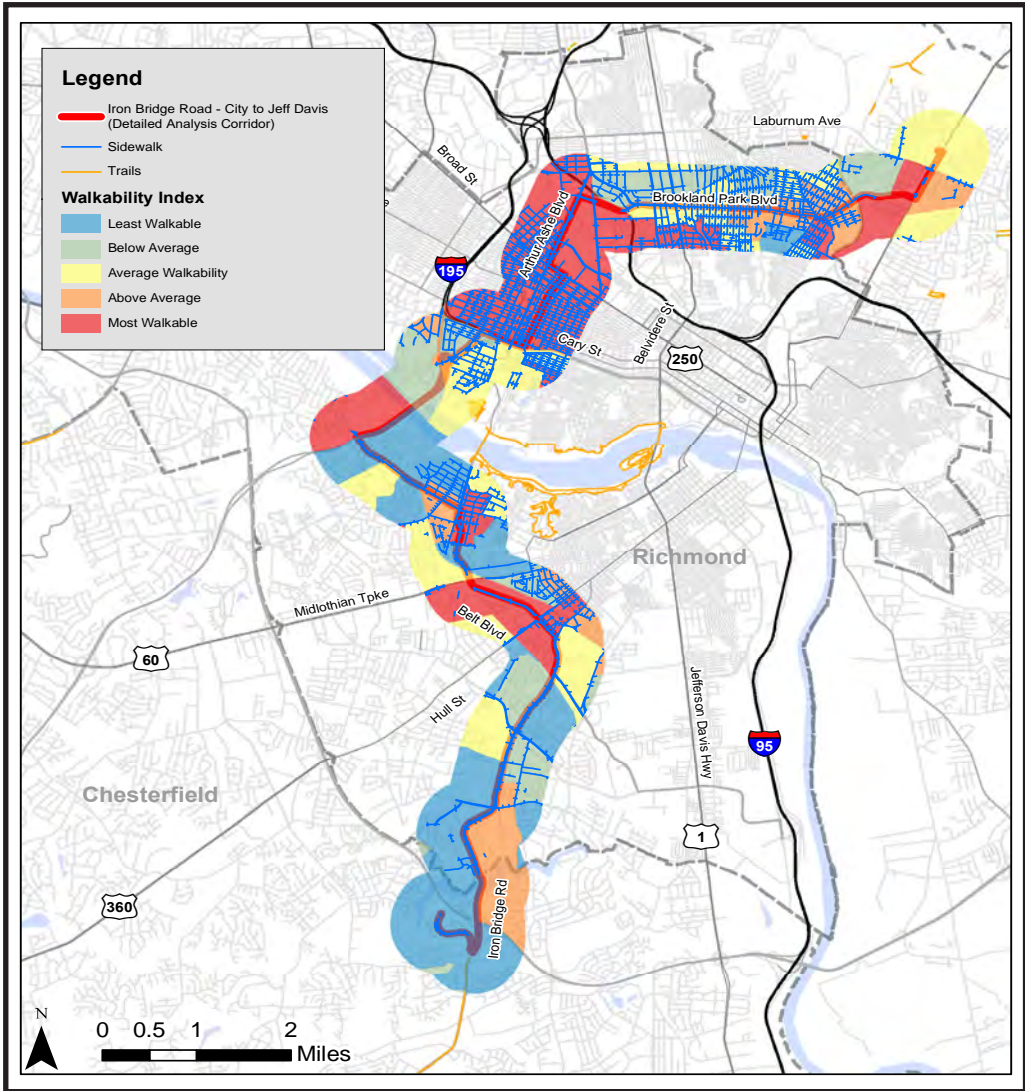 Legend
Iron Bridge Road - City to Jeff Davis
(Detailed Analysis Corridor)
Sidewalk
Trails
Walkability Index
Least Walkable
Below Average
Average Walkability
Above Average
Most Walkable
Laburnum Ave
Broad St
Brookland Park Blvd
Arthur Ashe Blvd
195
Cary St
Belvidere St
250
Richmond
Midlothian Tpke
Belt Blvd
60
Hull St
Jefferson Davis Hwy
95
Chesterfield
1
360
Iron Bridge Rd
N
0 0.5 1 2
Miles